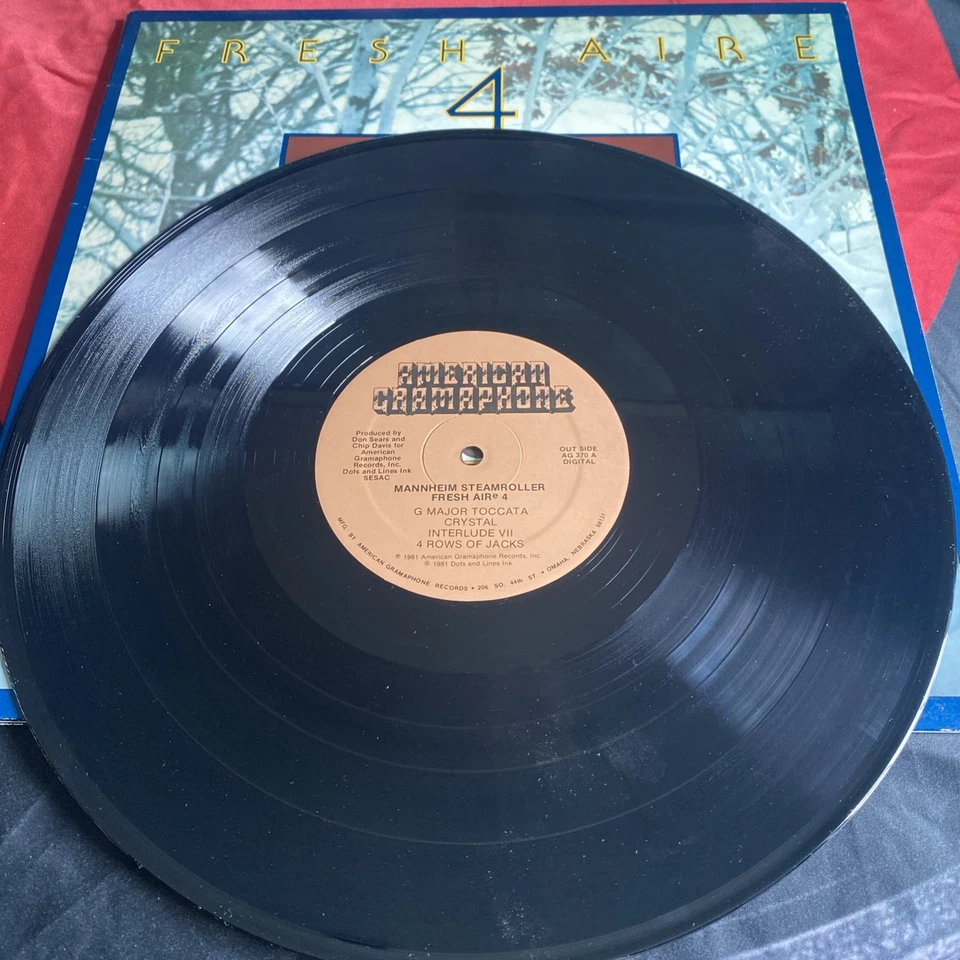 FRESH AIRE
4
AMERICAN
GRAMAPHONE
Produced by
Don Sears and
Chip Davis for
American
Gramaphone
Records, Inc.
Dots and Lines Ink
SESAC
OUT SIDE
AG 370 A
DIGITAL
MANNHEIM STEAMROLLER
FRESH AIRe 4
G MAJOR TOCCATA
CRYSTAL
INTERLUDE VII
4 ROWS OF JACKS
℗ 1981 American Gramaphone Records, Inc.
© 1981 Dots and Lines Ink.
MFG. BY AMERICAN GRAMAPHONE RECORDS • 206 SO. 44th ST. • OMAHA, NEBRASKA 68131